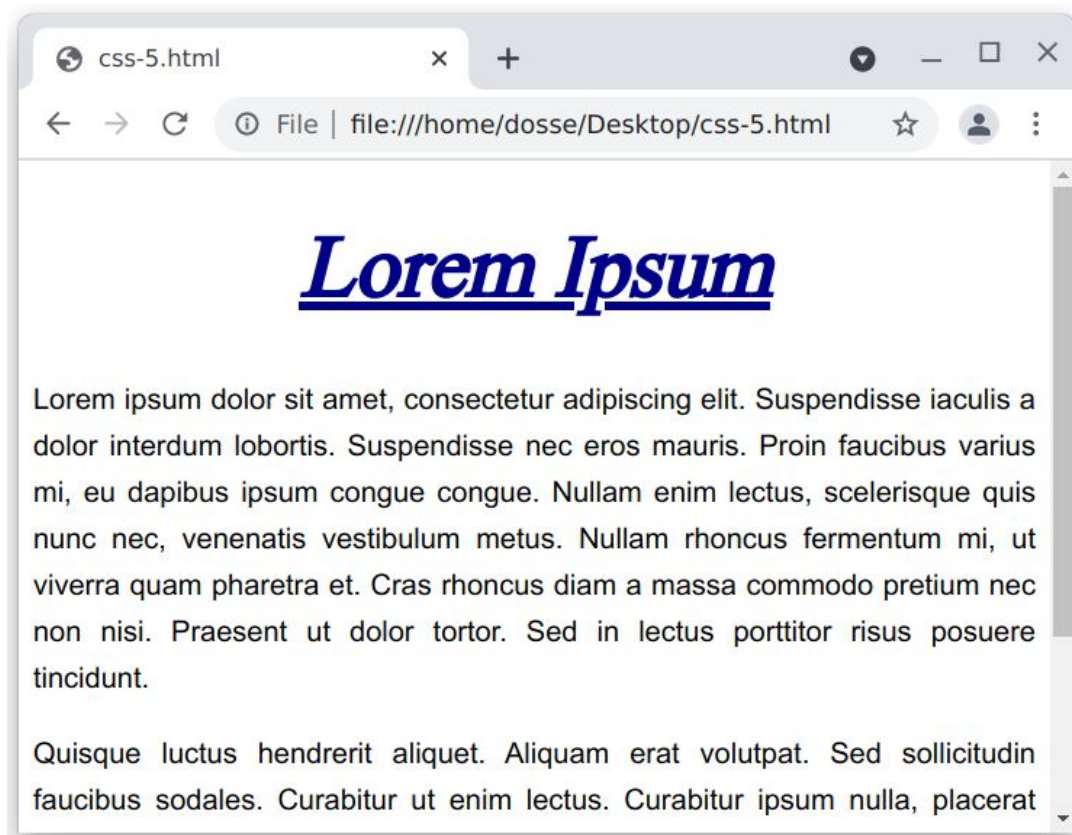 css-5.html
File | file:///home/dosse/Desktop/css-5.html
Lorem Ipsum
Lorem ipsum dolor sit amet, consectetur adipiscing elit. Suspendisse iaculis a
dolor interdum lobortis. Suspendisse nec eros mauris. Proin faucibus varius
mi, eu dapibus ipsum congue congue. Nullam enim lectus, scelerisque quis
nunc nec, venenatis vestibulum metus. Nullam rhoncus fermentum mi, ut
viverra quam pharetra et. Cras rhoncus diam a massa commodo pretium nec
non nisi. Praesent ut dolor tortor. Sed in lectus porttitor risus posuere
tincidunt.
Quisque luctus hendrerit aliquet. Aliquam erat volutpat. Sed sollicitudin
faucibus sodales. Curabitur ut enim lectus. Curabitur ipsum nulla, placerat